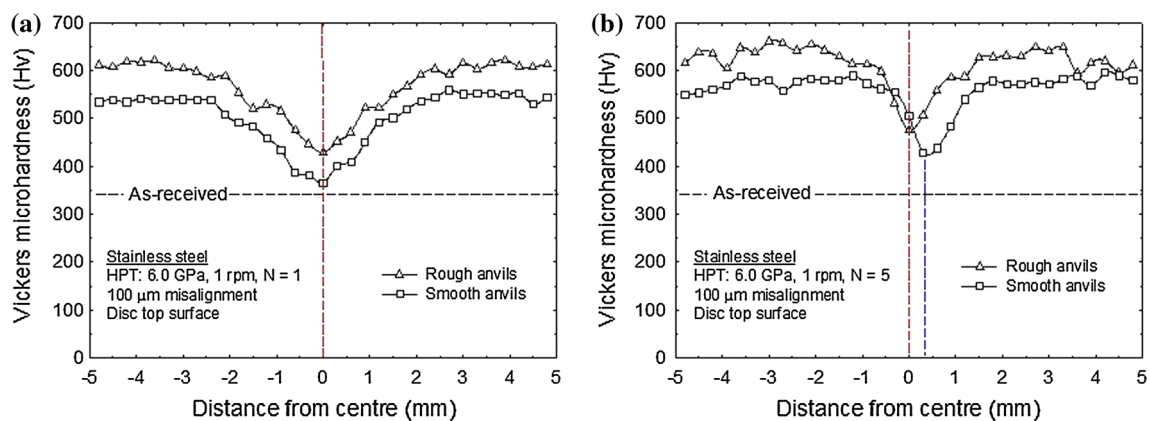 (a)
700
600
500
400
300
200
100
0
Vickers microhardness (Hv)
As-received
Stainless steel
HPT: 6.0 GPa, 1 rpm, N = 1
100 μm misalignment
Disc top surface
Rough anvils
Smooth anvils
-5 -4 -3 -2 -1 0 1 2 3 4 5
Distance from centre (mm)
(b)
700
600
500
400
300
200
100
0
Vickers microhardness (Hv)
As-received
Stainless steel
HPT: 6.0 GPa, 1 rpm, N = 5
100 μm misalignment
Disc top surface
Rough anvils
Smooth anvils
-5 -4 -3 -2 -1 0 1 2 3 4 5
Distance from centre (mm)